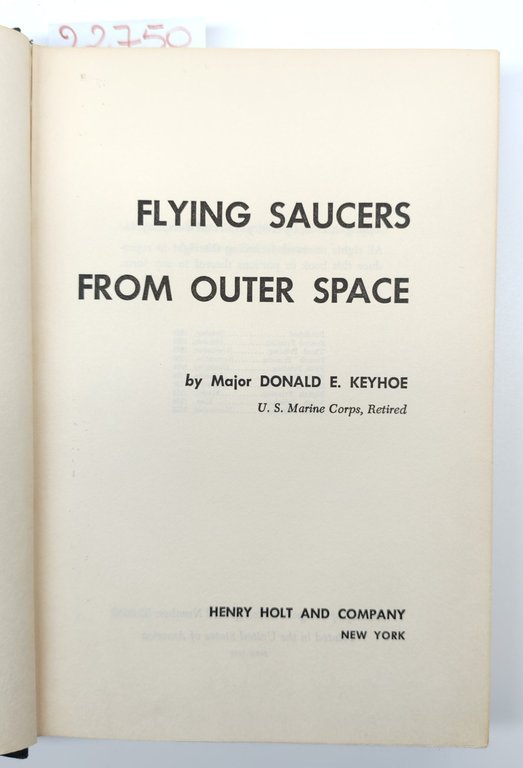 22750
FLYING SAUCERS
FROM OUTER SPACE
by Major DONALD E. KEYHOE
U. S. Marine Corps, Retired
HENRY HOLT AND COMPANY
NEW YORK